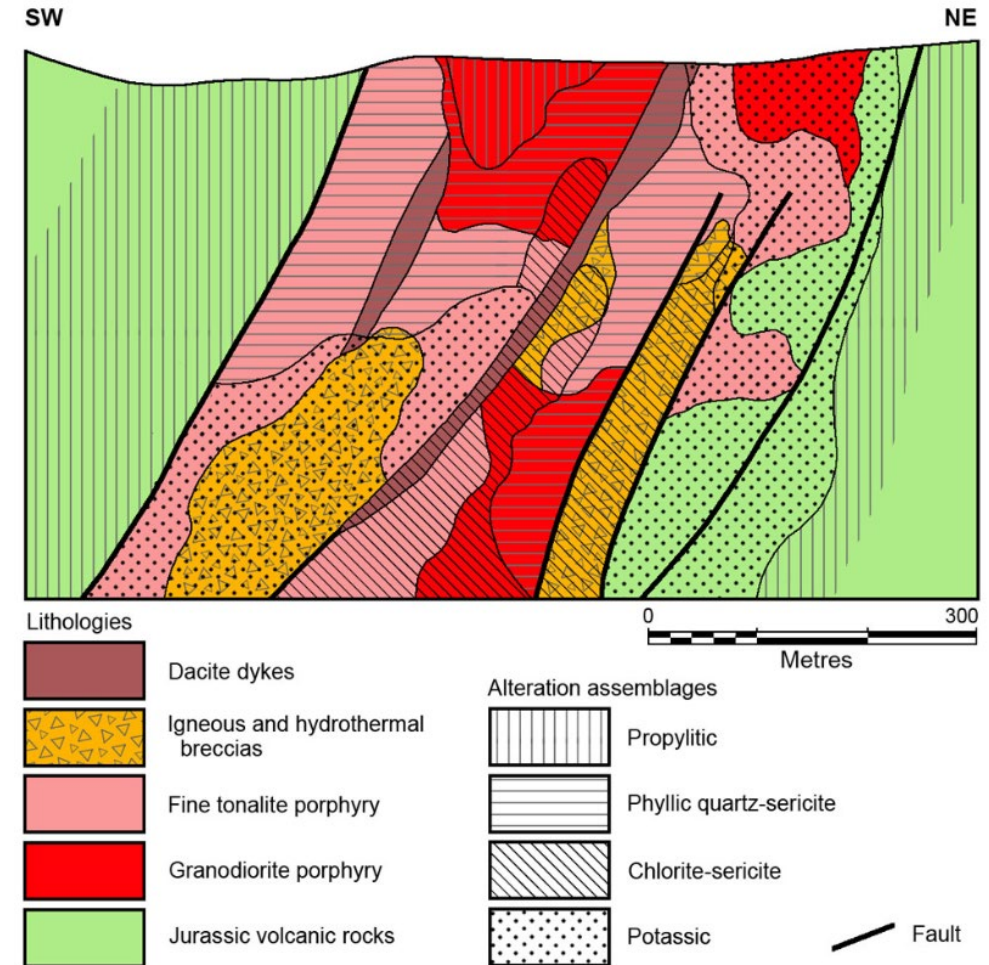 SW
NE
Lithologies
Dacite dykes
Igneous and hydrothermal
breccias
Fine tonalite porphyry
Granodiorite porphyry
Jurassic volcanic rocks
0
300
Metres
Alteration assemblages
Propylitic
Phyllic quartz-sericite
Chlorite-sericite
Potassic
Fault